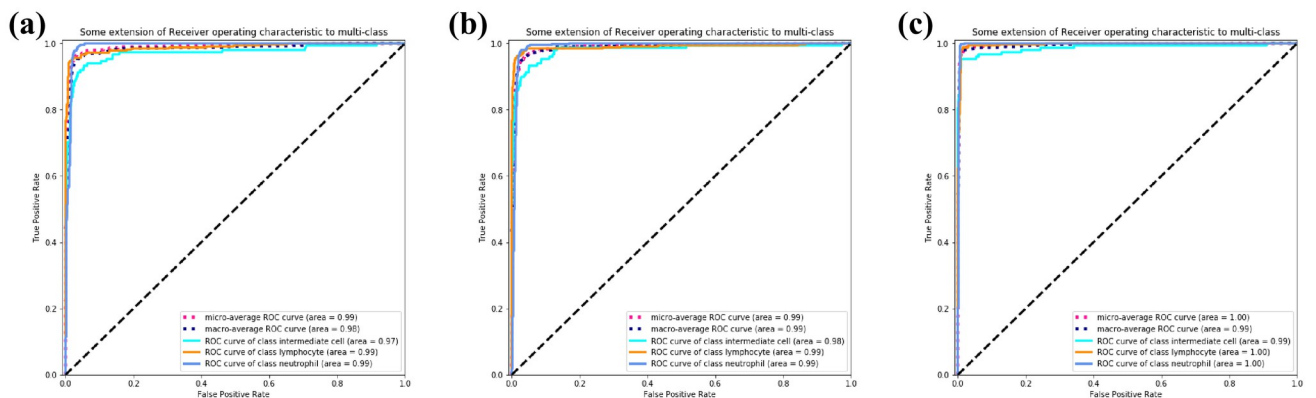 (a)
Some extension of Receiver operating characteristic to multi-class
1.0
0.8
0.6
0.4
0.2
0.0
True Positive Rate
micro-average ROC curve (area = 0.99)
macro-average ROC curve (area = 0.98)
ROC curve of class intermediate cell (area = 0.97)
ROC curve of class lymphocyte (area = 0.99)
ROC curve of class neutrophil (area = 0.99)
0.0 0.2 0.4 0.6 0.8 1.0
False Positive Rate
(b)
Some extension of Receiver operating characteristic to multi-class
1.0
0.8
0.6
0.4
0.2
0.0
True Positive Rate
micro-average ROC curve (area = 0.99)
macro-average ROC curve (area = 0.99)
ROC curve of class intermediate cell (area = 0.98)
ROC curve of class lymphocyte (area = 0.99)
ROC curve of class neutrophil (area = 0.99)
0.0 0.2 0.4 0.6 0.8 1.0
False Positive Rate
(c)
Some extension of Receiver operating characteristic to multi-class
1.0
0.8
0.6
0.4
0.2
0.0
True Positive Rate
micro-average ROC curve (area = 1.00)
macro-average ROC curve (area = 0.99)
ROC curve of class intermediate cell (area = 0.99)
ROC curve of class lymphocyte (area = 1.00)
ROC curve of class neutrophil (area = 1.00)
0.0 0.2 0.4 0.6 0.8 1.0
False Positive Rate